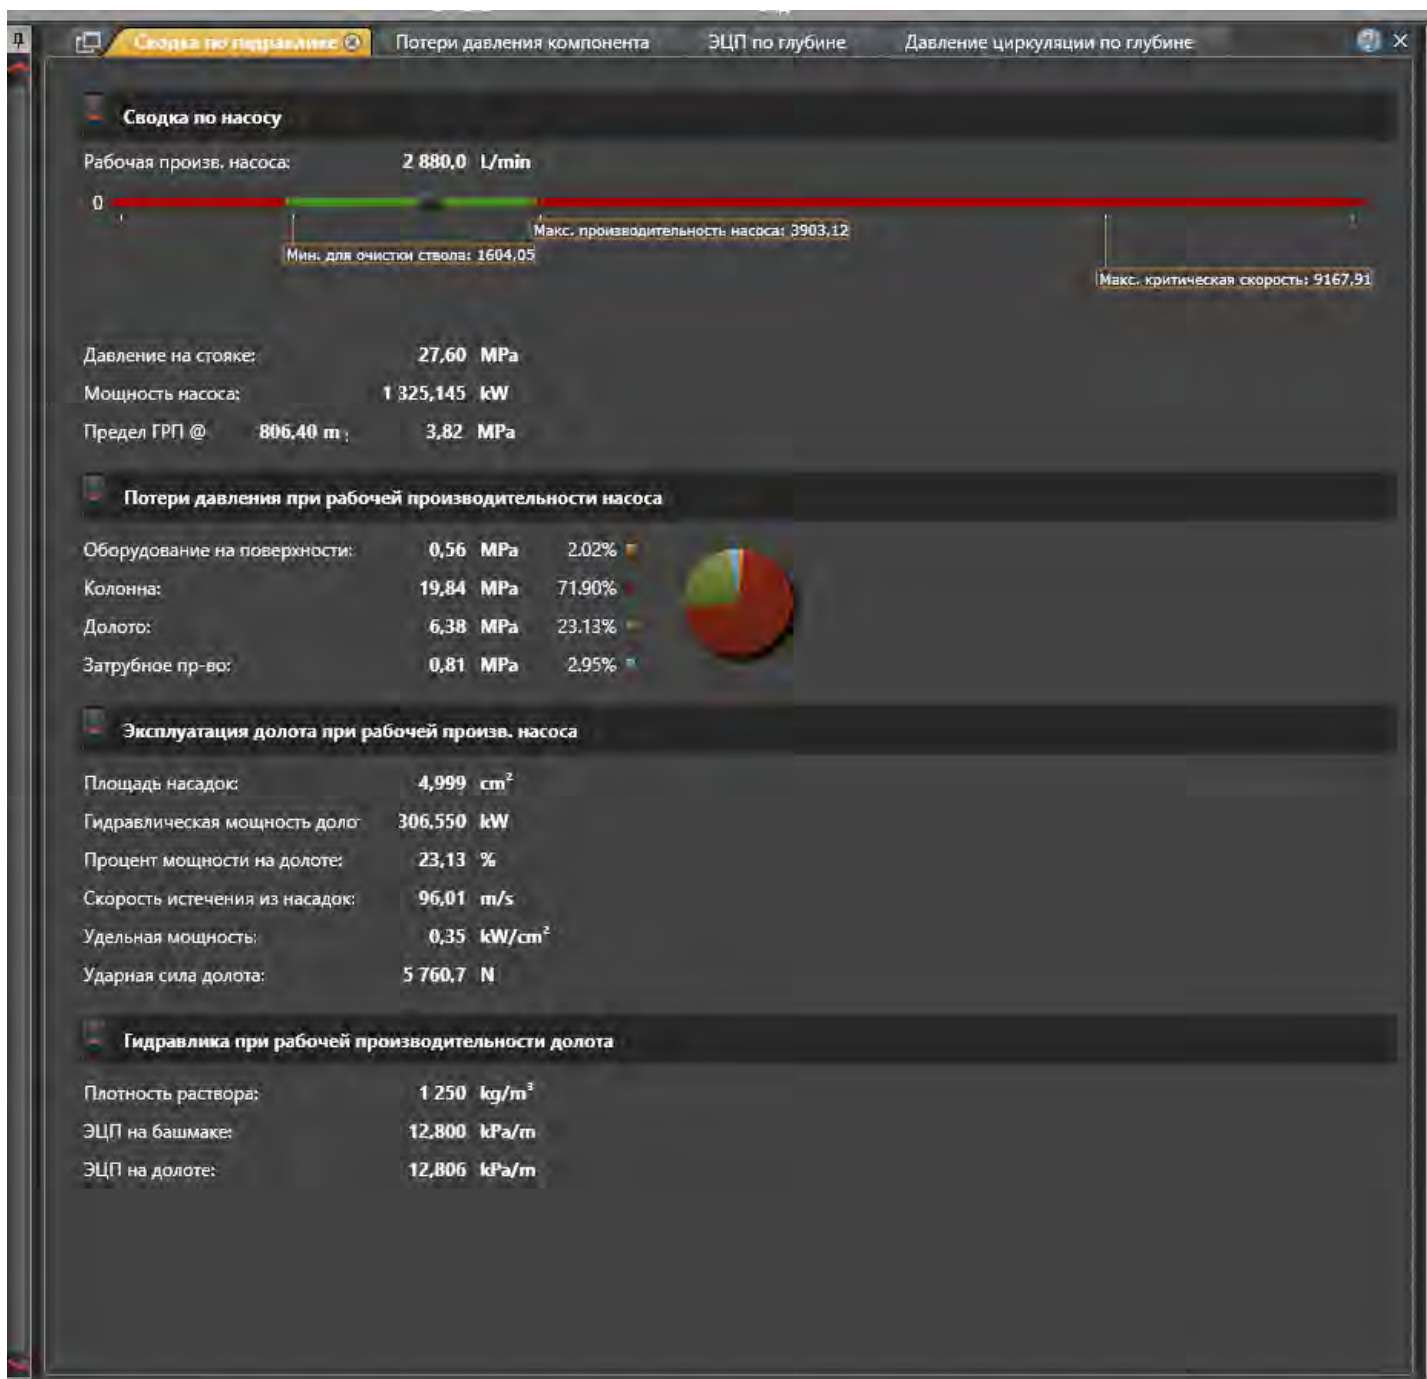 Сводка по гидравлике Потери давления компонента ЭЦП по глубине Давление циркуляции по глубине
Сводка по насосу
Рабочая произв. насоса: 2 880,0 L/min
0
Макс. производительность насоса: 3903,12
Мин. для очистки ствола: 1604,05
Макс. критическая скорость: 9167,91
Давление на стояке: 27,60 MPa
Мощность насоса: 1 325,145 kW
Предел ГРП @ 806,40 m : 3,82 MPa
Потери давления при рабочей производительности насоса
Оборудование на поверхности: 0,56 MPa 2.02%
Колонна: 19,84 MPa 71.90%
Долото: 6,38 MPa 23.13%
Затрубное пр-во: 0,81 MPa 2.95%
Эксплуатация долота при рабочей произв. насоса
Площадь насадок: 4,999 cm²
Гидравлическая мощность доло 306,550 kW
Процент мощности на долоте: 23,13 %
Скорость истечения из насадок: 96,01 m/s
Удельная мощность: 0,35 kW/cm²
Ударная сила долота: 5 760,7 N
Гидравлика при рабочей производительности долота
Плотность раствора: 1 250 kg/m³
ЭЦП на башмаке: 12,800 kPa/m
ЭЦП на долоте: 12,806 kPa/m